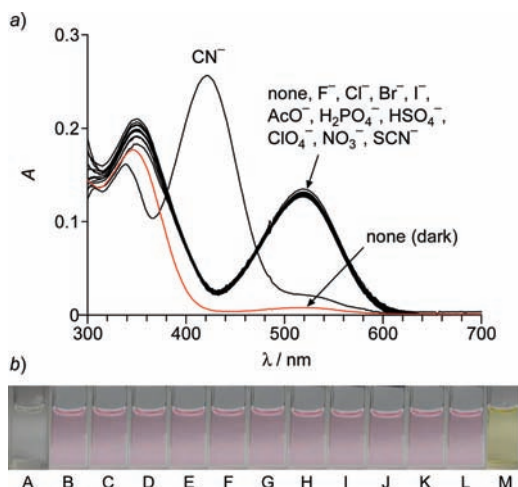 a)
0.3
CN⁻
none, F⁻, Cl⁻, Br⁻, I⁻,
AcO⁻, H₂PO₄⁻, HSO₄⁻,
ClO₄⁻, NO₃⁻, SCN⁻
0.2
A
0.1
none (dark)
0
300 400 500 600 700
λ / nm
b)
A B C D E F G H I J K L M